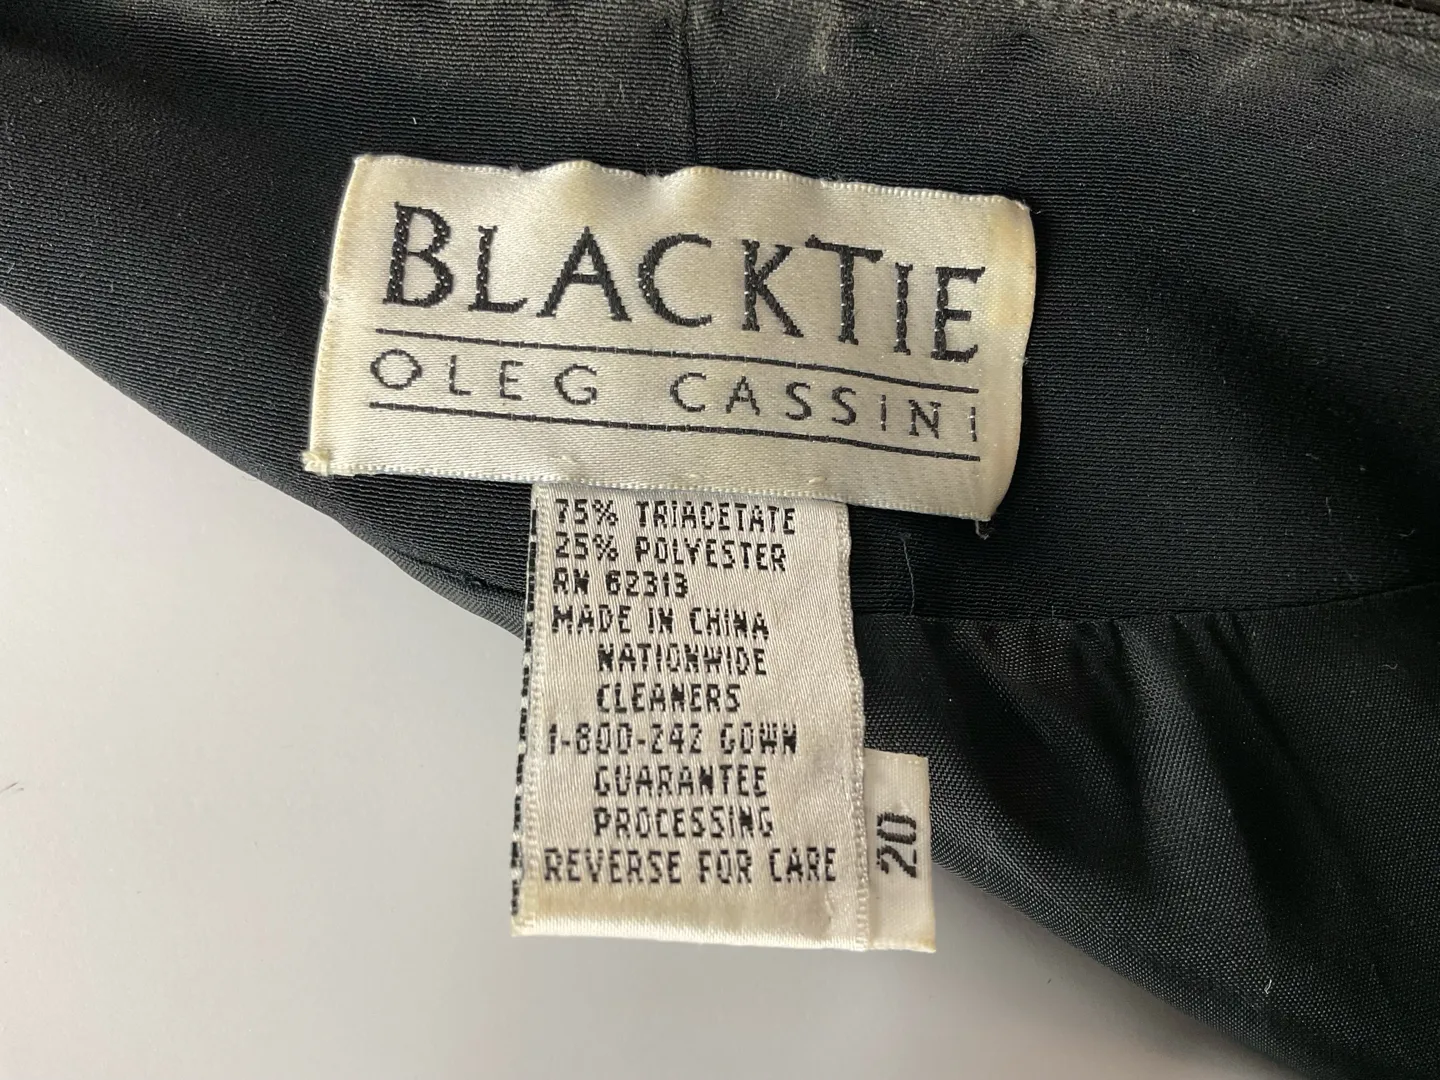 BLACKTIE
OLEG CASSINI
75% TRIACETATE
25% POLYESTER
RN 62313
MADE IN CHINA
NATIONWIDE
CLEANERS
1-800-242 GOWN
GUARANTEE
PROCESSING
REVERSE FOR CARE
20